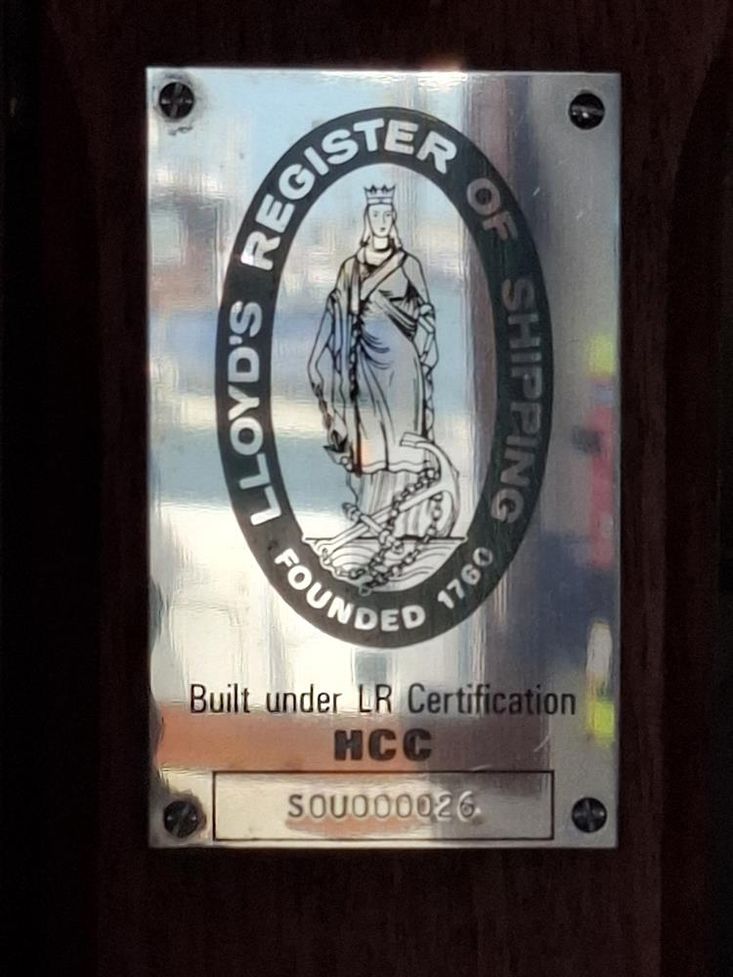 LLOYD'S REGISTER OF SHIPPING
FOUNDED 1760
Built under LR Certification
HCC
SOU000026